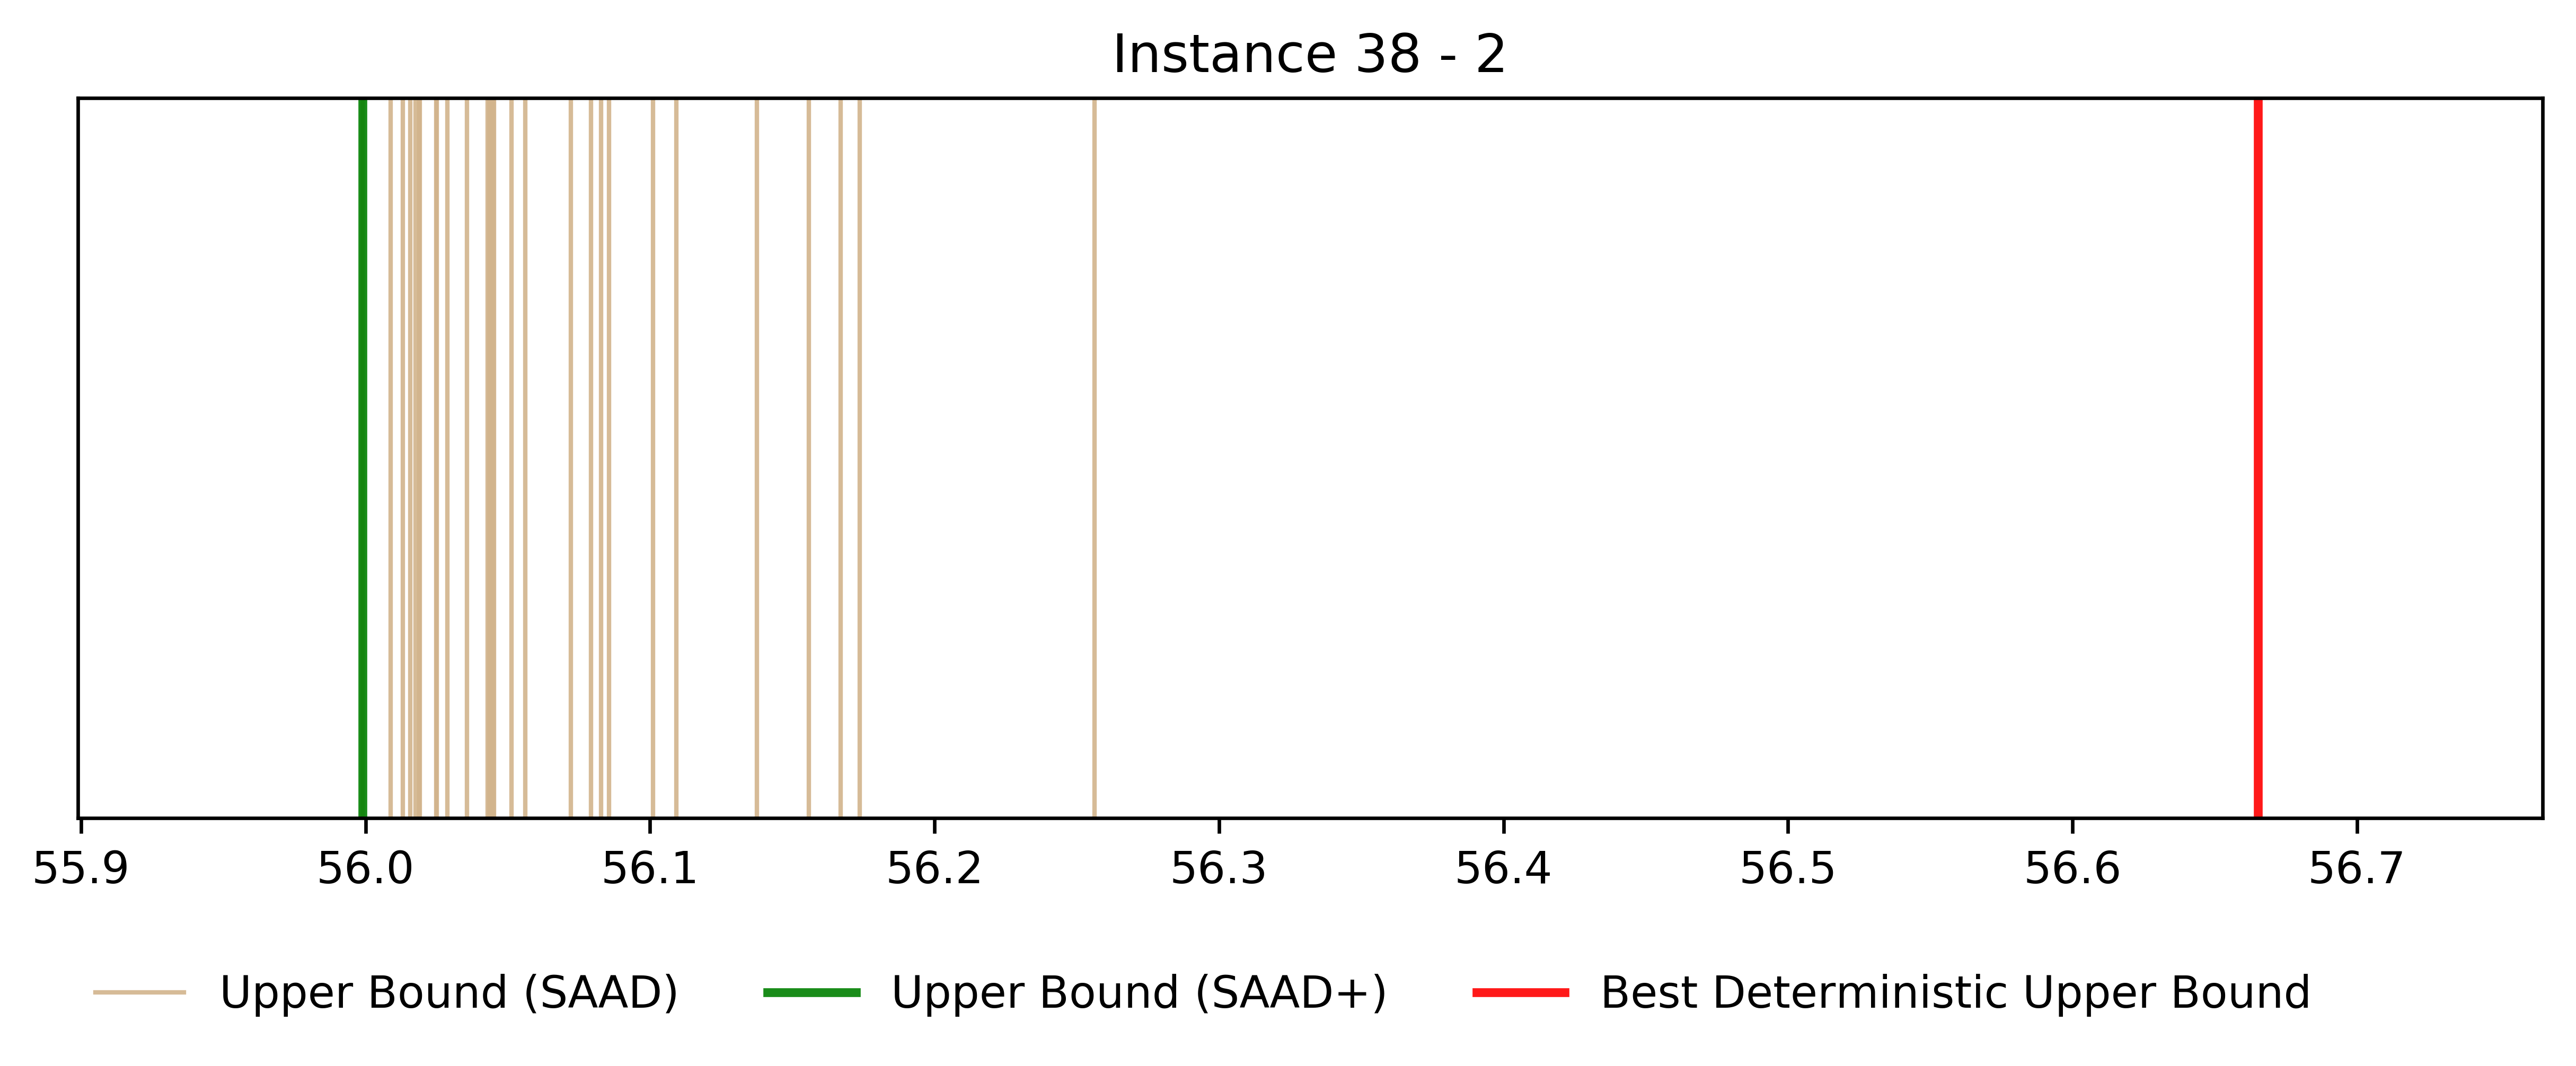 Instance 38 - 2
55.9 56.0 56.1 56.2 56.3 56.4 56.5 56.6 56.7
Upper Bound (SAAD) Upper Bound (SAAD+) Best Deterministic Upper Bound